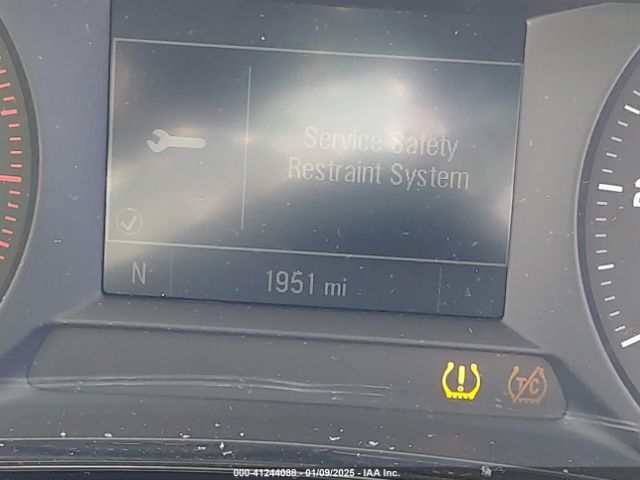 Service Safety
Restraint System
N
1951 mi
T/C
000-41244088 - 01/09/2025 - IAA Inc.